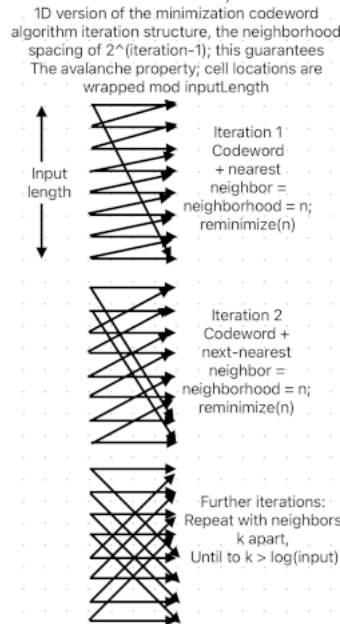 1D version of the minimization codeword
algorithm iteration structure, the neighborhood
spacing of 2^(iteration-1); this guarantees
The avalanche property; cell locations are
wrapped mod inputLength
Iteration 1
Codeword
+ nearest
neighbor =
neighborhood = n;
reminimize(n)
Input
length
Iteration 2
Codeword +
next-nearest
neighbor =
neighborhood = n;
reminimize(n)
Further iterations:
Repeat with neighbors
k apart,
Until to k > log(input)